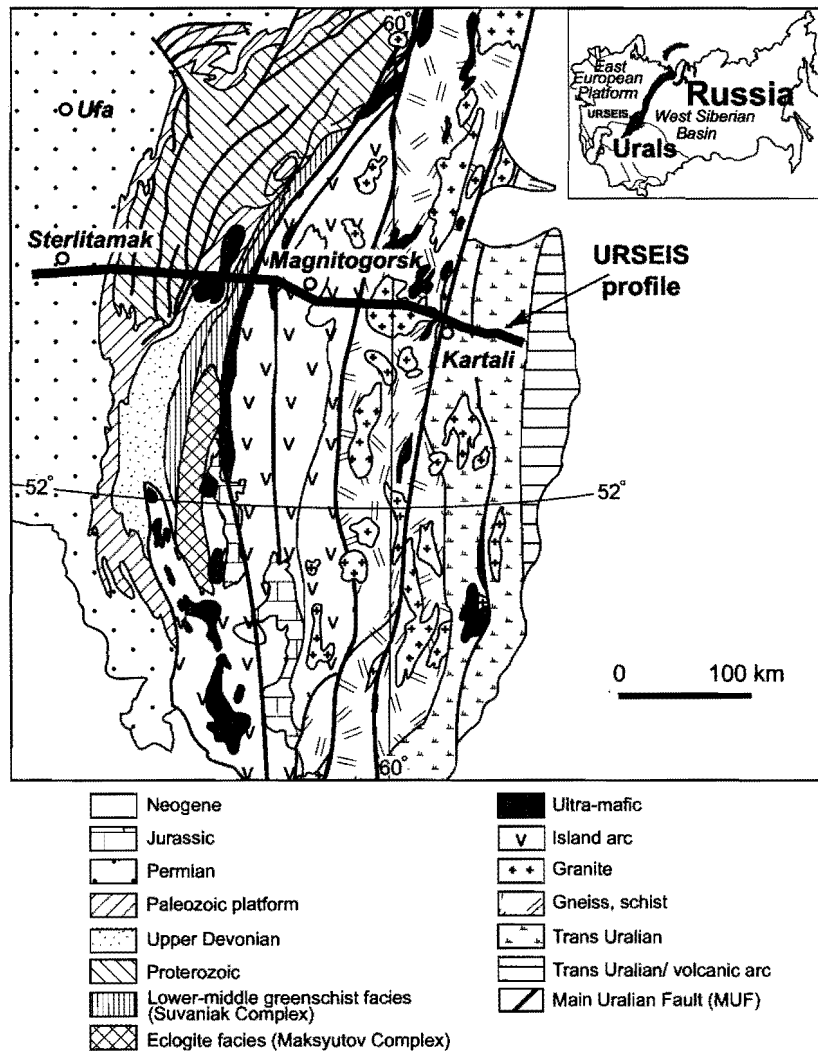 60°
Ufa
Sterlitamak
Magnitogorsk
Kartali
URSEIS
profile
East
European
Platform
Russia
URSEIS
West Siberian
Basin
Urals
52°
52°
0 100 km
60°
Neogene
Jurassic
Permian
Paleozoic platform
Upper Devonian
Proterozoic
Lower-middle greenschist facies
(Suvaniak Complex)
Eclogite facies (Maksyutov Complex)
Ultra-mafic
Island arc
Granite
Gneiss, schist
Trans Uralian
Trans Uralian/ volcanic arc
Main Uralian Fault (MUF)